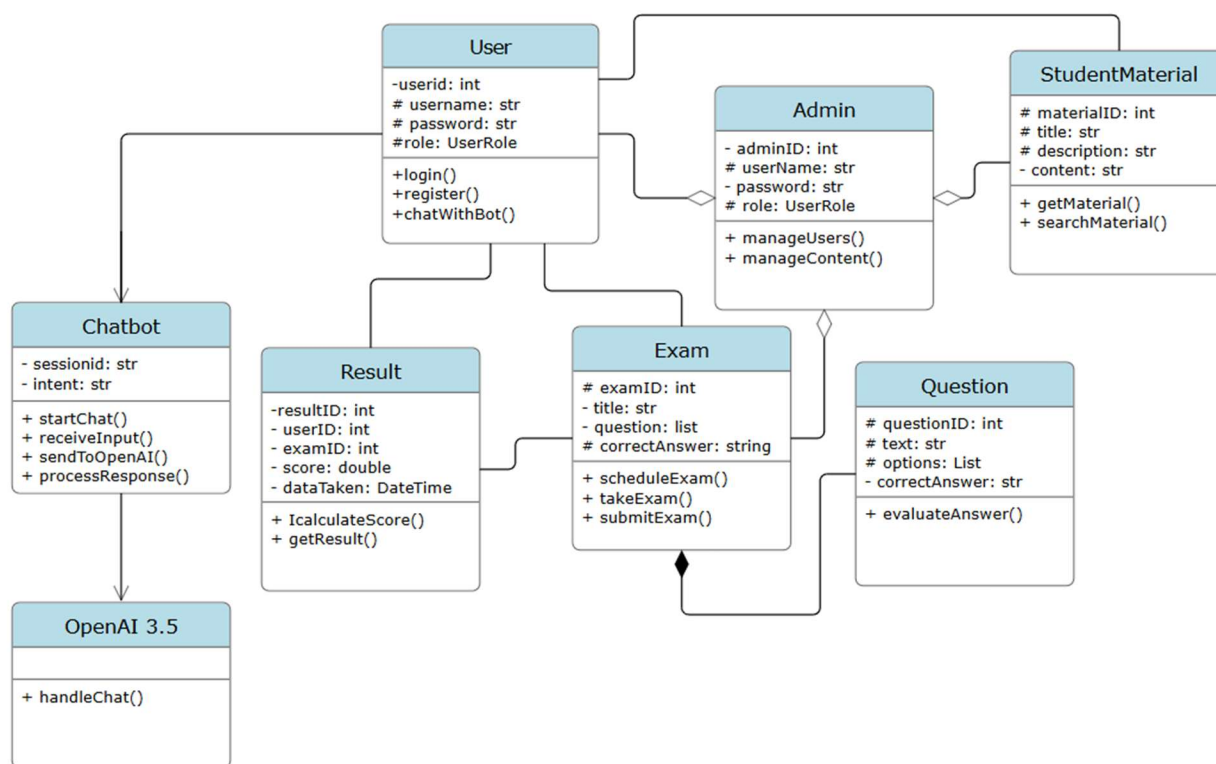 User
-userid: int
# username: str
# password: str
#role: UserRole
+login()
+register()
+chatWithBot()
Admin
- adminID: int
# userName: str
- password: str
# role: UserRole
+ manageUsers()
+ manageContent()
StudentMaterial
# materialID: int
# title: str
# description: str
- content: str
+ getMaterial()
+ searchMaterial()
Chatbot
- sessionid: str
- intent: str
+ startChat()
+ receiveInput()
+ sendToOpenAI()
+ processResponse()
Result
-resultID: int
- userID: int
- examID: int
- score: double
- dataTaken: DateTime
+ IcalculateScore()
+ getResult()
Exam
# examID: int
- title: str
- question: list
# correctAnswer: string
+ scheduleExam()
+ takeExam()
+ submitExam()
Question
# questionID: int
# text: str
# options: List
- correctAnswer: str
+ evaluateAnswer()
OpenAI 3.5
+ handleChat()